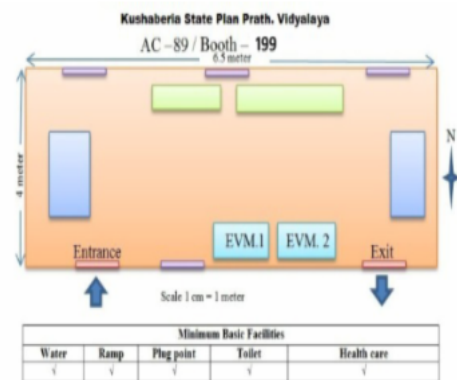 Kushaberia State Plan Prath. Vidyalaya
AC –89 / Booth – 199
6.5 meter
4 meter
N
EVM.1 EVM. 2
Entrance Exit
Scale 1 cm = 1 meter
Minimum Basic Facilities
Water Ramp Plug point Toilet Health care
√ √ √ √ √